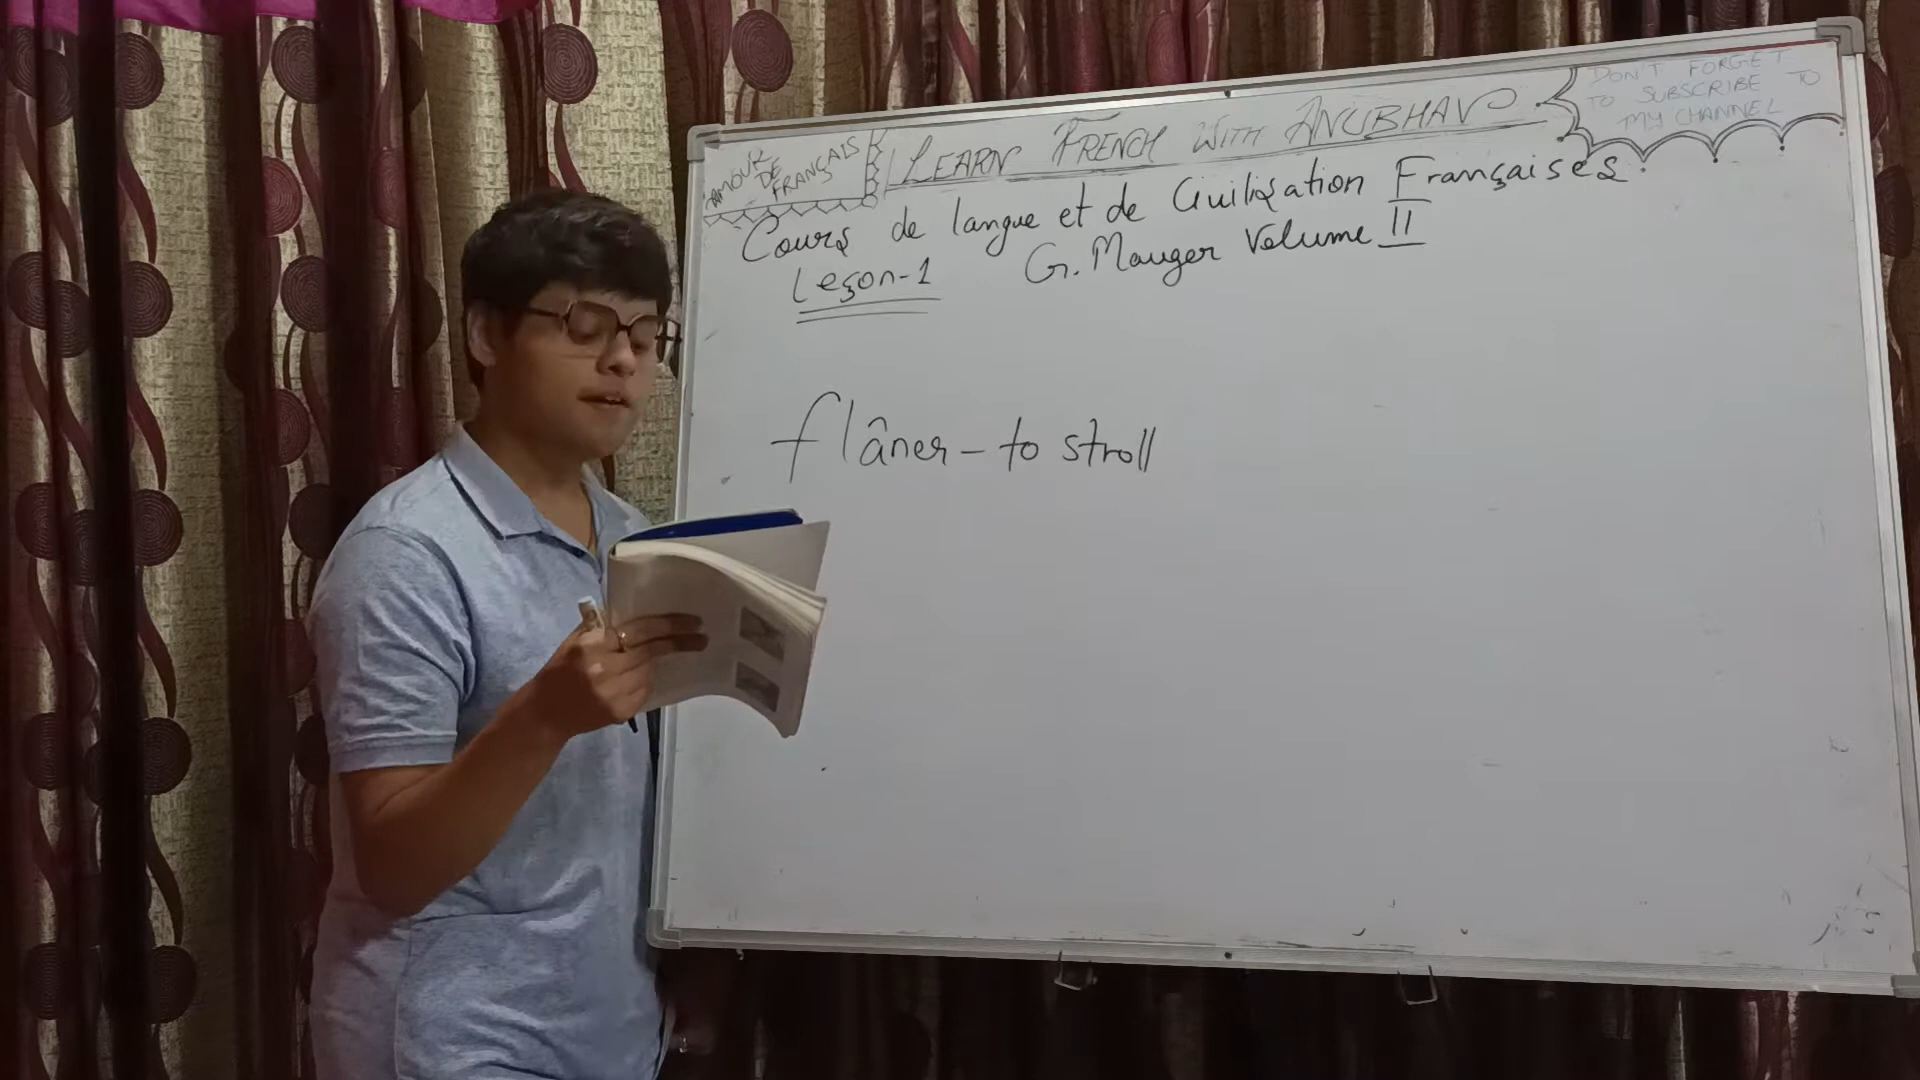 AMOUR
DE
FRANÇAIS
LEARN FRENCH WITH ANUBHAV
DON'T FORGET
TO SUBSCRIBE TO
MY CHANNEL
Cours de langue et de Civilisation Françaises.
Leçon-1 G. Mauger Volume II
flâner - to stroll